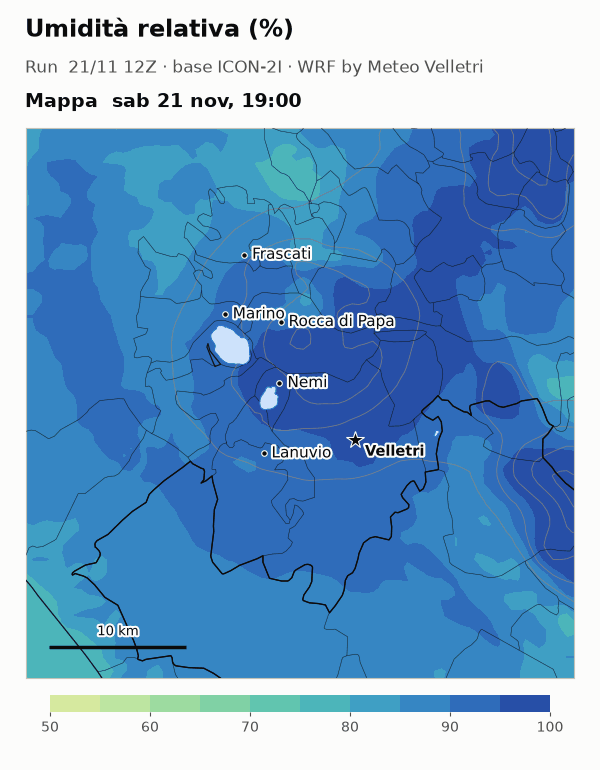 Umidità relativa (%)
Run  21/11 12Z · base ICON-2I · WRF by Meteo Velletri
Mappa  sab 21 nov, 19:00
Frascati
Marino
Rocca di Papa
Nemi
Velletri
Lanuvio
10 km
50 60 70 80 90 100